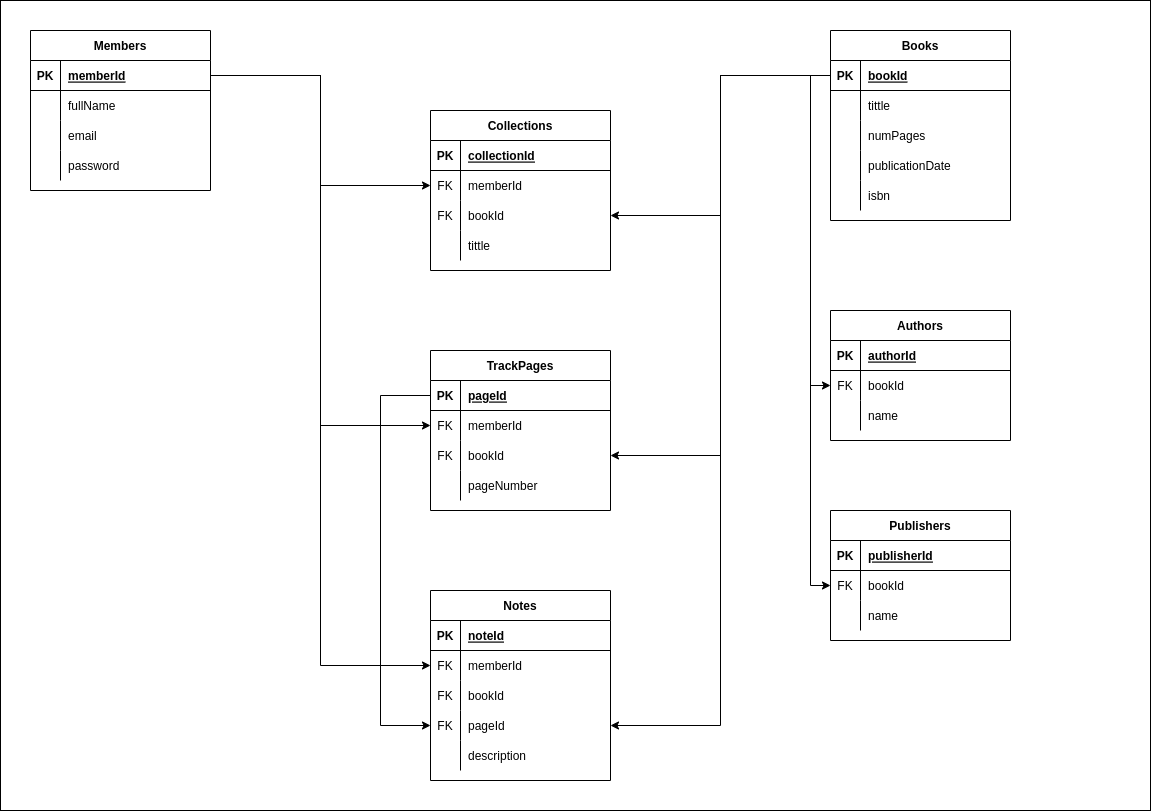 Members
PK memberId
fullName
email
password
Collections
PK collectionId
FK memberId
FK bookId
tittle
TrackPages
PK pageId
FK memberId
FK bookId
pageNumber
Notes
PK noteId
FK memberId
FK bookId
FK pageId
description
Books
PK bookId
tittle
numPages
publicationDate
isbn
Authors
PK authorId
FK bookId
name
Publishers
PK publisherId
FK bookId
name